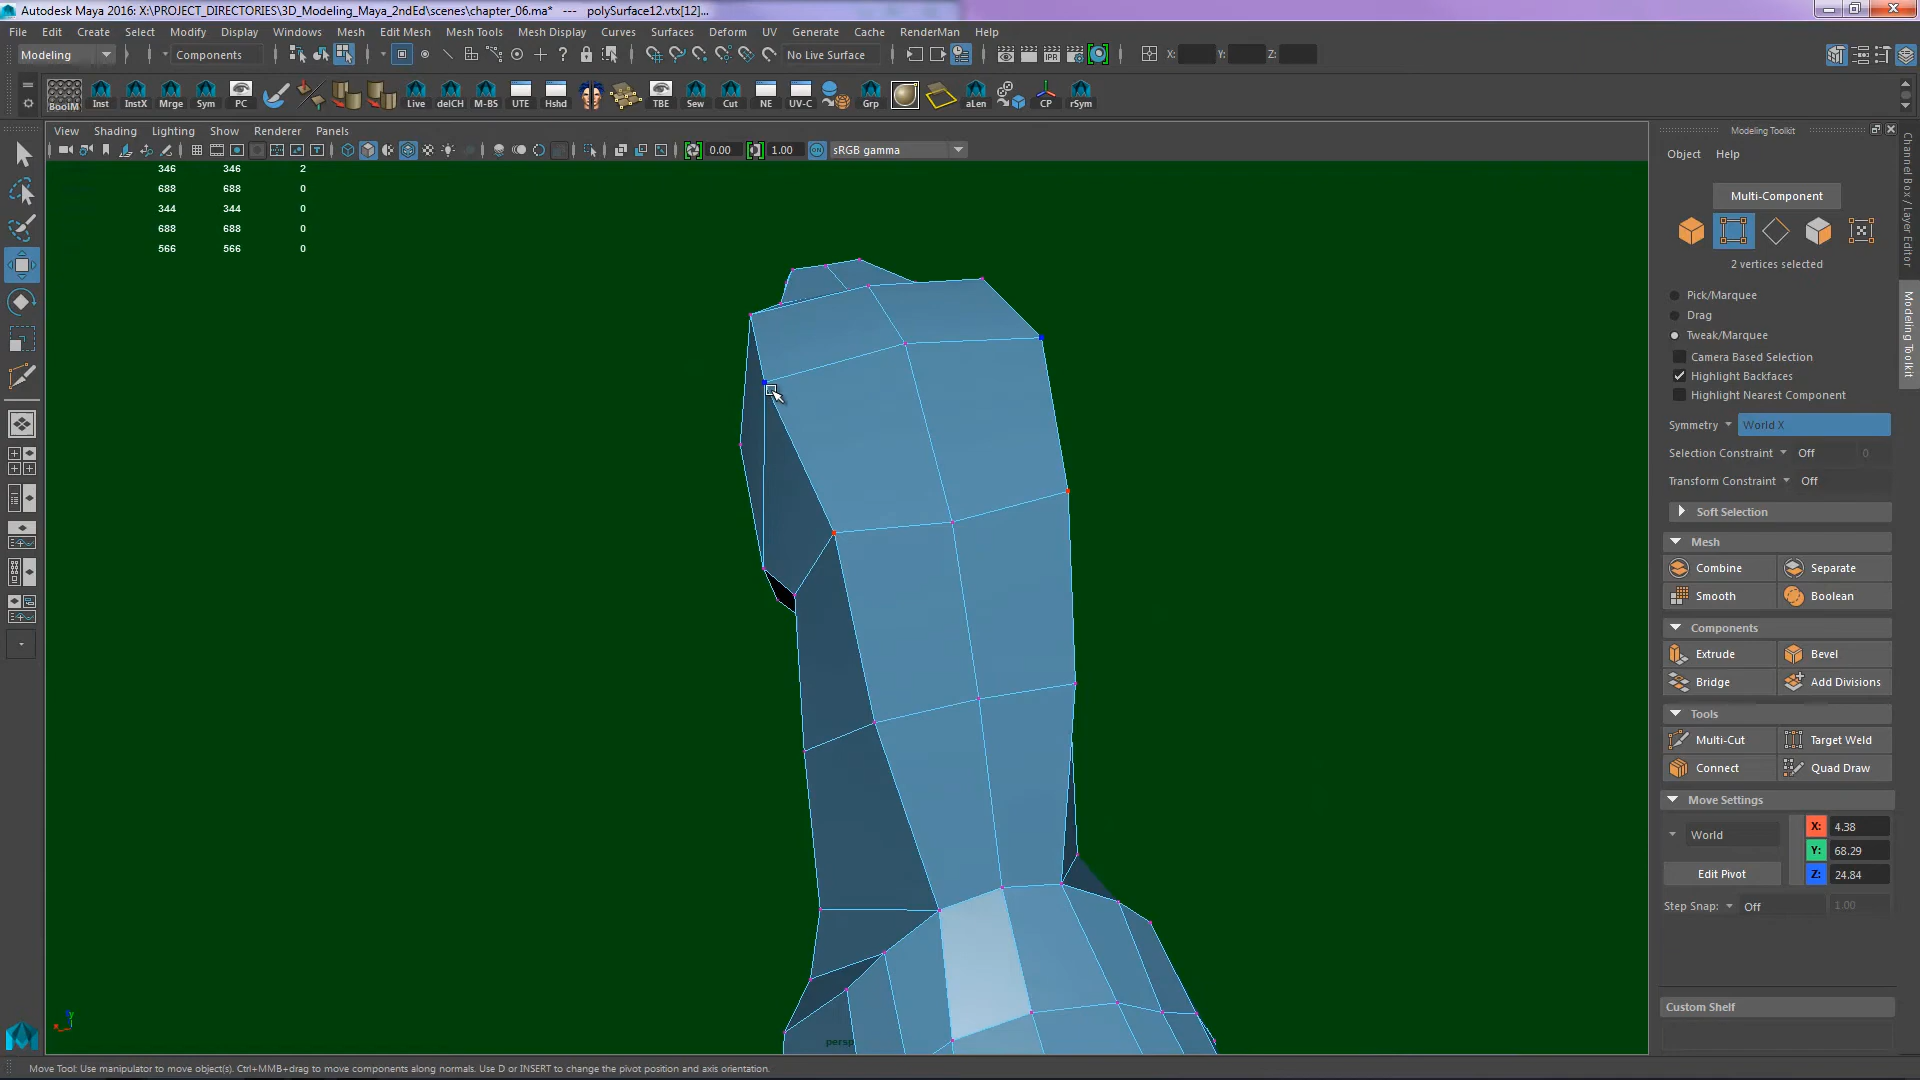 Autodesk Maya 2016: X:\PROJECT_DIRECTORIES\3D_Modeling_Maya_2ndEd\scenes\chapter_06.ma* --- polySurface12.vtx[12]...
File Edit Create Select Modify Display Windows Mesh Edit Mesh Mesh Tools Mesh Display Curves Surfaces Deform UV Generate Cache RenderMan Help
Modeling Components No Live Surface X: Y: Z:
BoolM Inst InstX Mrge Sym PC Live delCH M-BS UTE Hshd TBE Sew Cut NE UV-C Grp aLen CP rSym
View Shading Lighting Show Renderer Panels
0.00 1.00 sRGB gamma
346 346 2
688 688 0
344 344 0
688 688 0
566 566 0
persp
Modeling Toolkit
Object Help
Multi-Component
2 vertices selected
Pick/Marquee
Drag
Tweak/Marquee
Camera Based Selection
Highlight Backfaces
Highlight Nearest Component
Symmetry World X
Selection Constraint Off 0
Transform Constraint Off
Soft Selection
Mesh
Combine Separate
Smooth Boolean
Components
Extrude Bevel
Bridge Add Divisions
Tools
Multi-Cut Target Weld
Connect Quad Draw
Move Settings
World
X: 4.38
Y: 68.29
Edit Pivot Z: 24.84
Step Snap: Off 1.00
Custom Shelf
Channel Box / Layer Editor
Modeling Toolkit
Move Tool: Use manipulator to move object(s). Ctrl+MMB+drag to move components along normals. Use D or INSERT to change the pivot position and axis orientation.